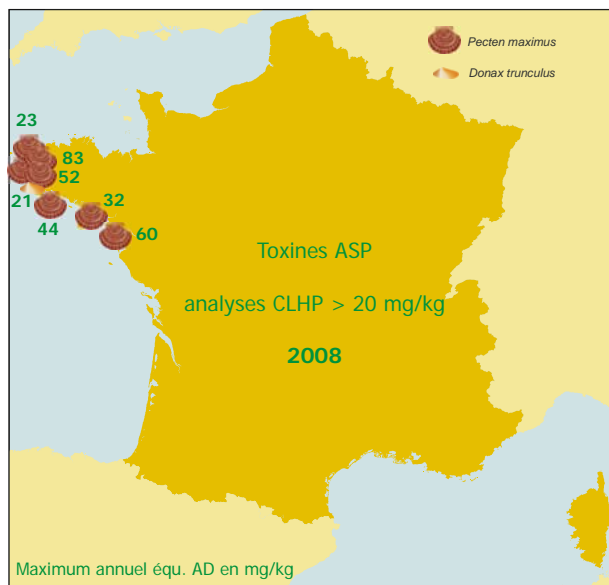 Pecten maximus
Donax trunculus
23
83
52
21
32
44
60
Toxines ASP
analyses CLHP > 20 mg/kg
2008
Maximum annuel équ. AD en mg/kg